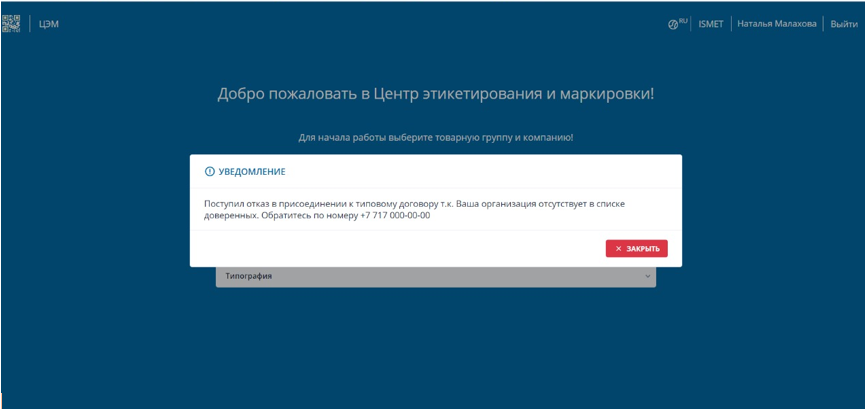 ЦЭМ
RU
ISMET
Наталья Малахова
Выйти
Добро пожаловать в Центр этикетирования и маркировки!
Для начала работы выберите товарную группу и компанию!
УВЕДОМЛЕНИЕ
Поступил отказ в присоединении к типовому договору т.к. Ваша организация отсутствует в списке
доверенных. Обратитесь по номеру +7 717 000-00-00
ЗАКРЫТЬ
Типография